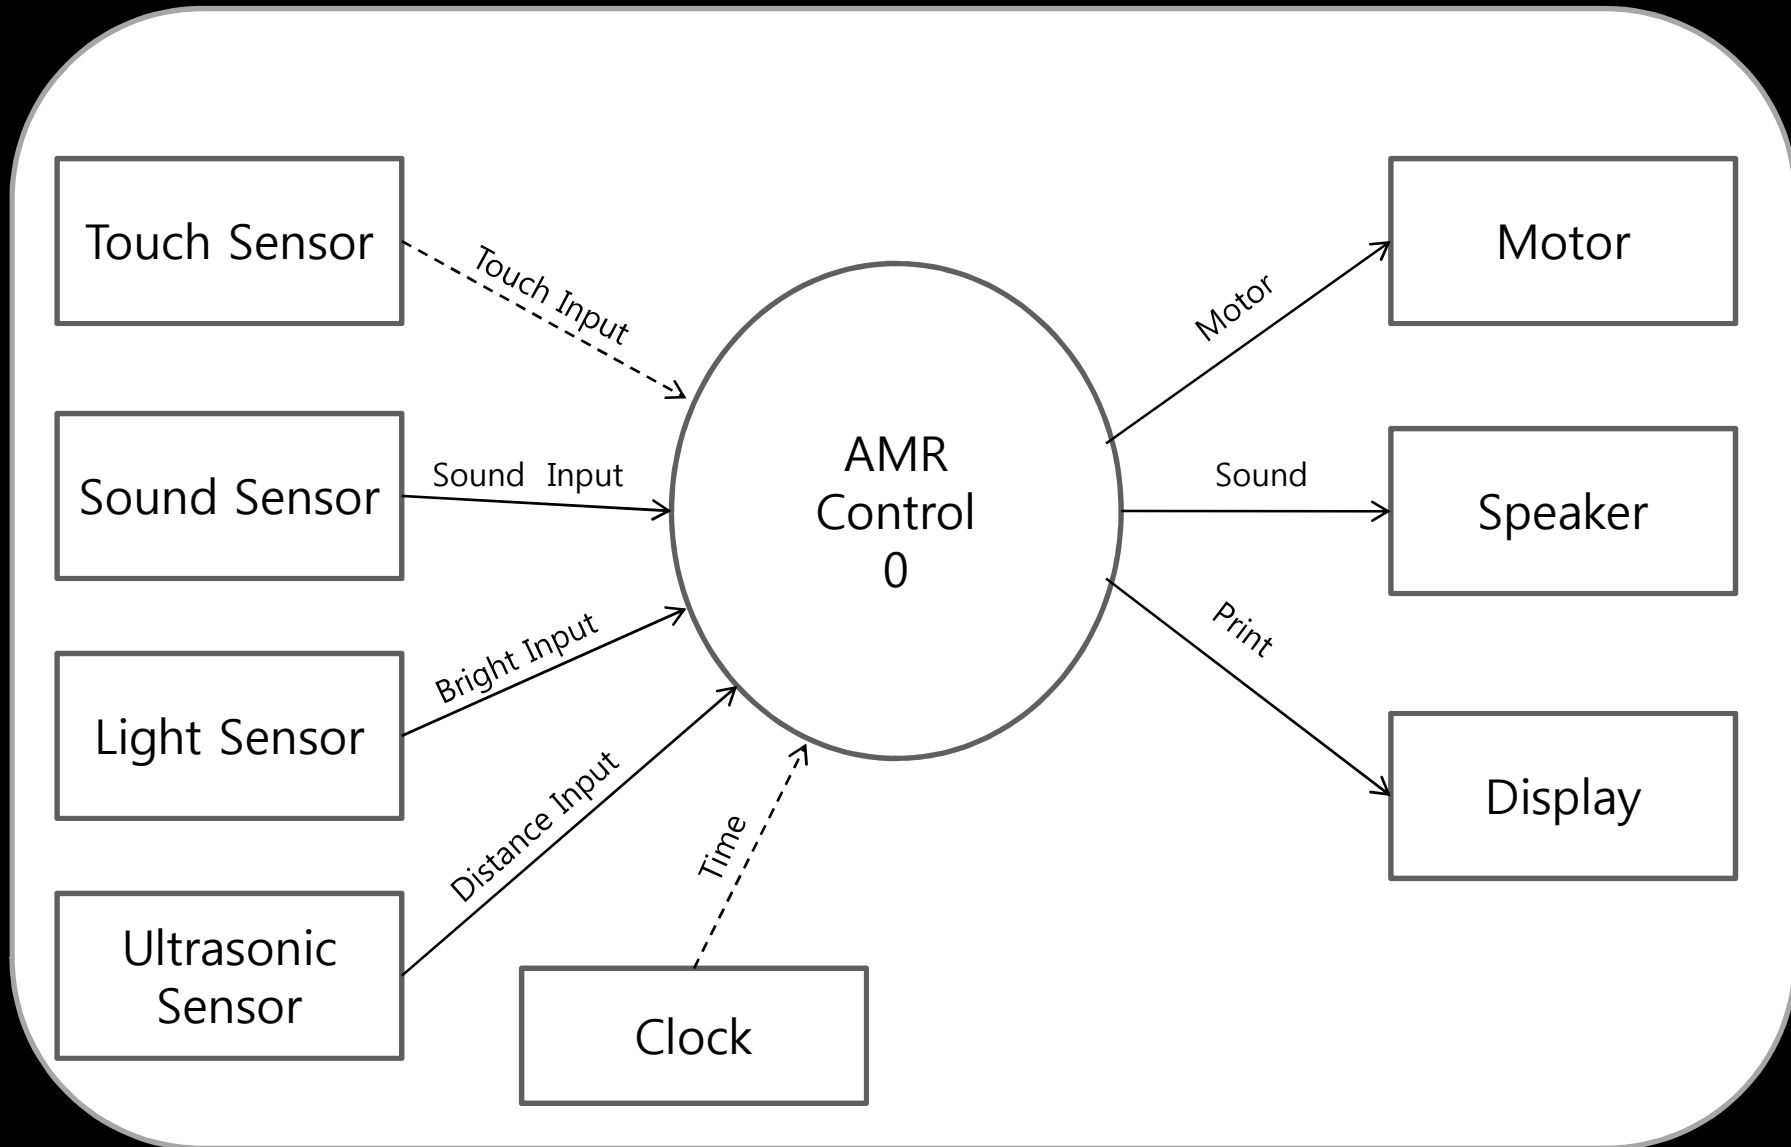 Touch Sensor
Touch Input
Sound Sensor
Sound Input
Light Sensor
Bright Input
Ultrasonic
Sensor
Distance Input
Clock
Time
AMR
Control
0
Motor
Motor
Sound
Speaker
Print
Display